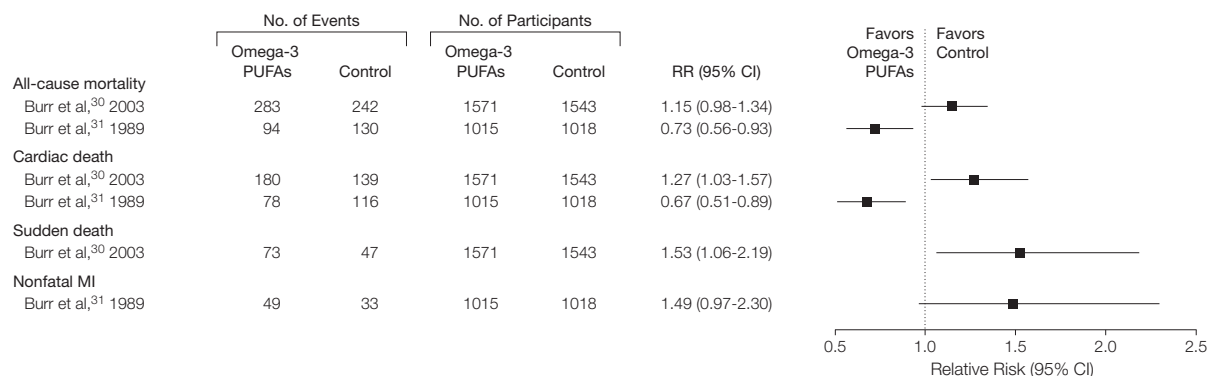 No. of Events No. of Participants
Omega-3 PUFAs Control Omega-3 PUFAs Control RR (95% CI) Favors Omega-3 PUFAs Favors Control
All-cause mortality
Burr et al,30 2003 283 242 1571 1543 1.15 (0.98-1.34)
Burr et al,31 1989 94 130 1015 1018 0.73 (0.56-0.93)
Cardiac death
Burr et al,30 2003 180 139 1571 1543 1.27 (1.03-1.57)
Burr et al,31 1989 78 116 1015 1018 0.67 (0.51-0.89)
Sudden death
Burr et al,30 2003 73 47 1571 1543 1.53 (1.06-2.19)
Nonfatal MI
Burr et al,31 1989 49 33 1015 1018 1.49 (0.97-2.30)
0.5 1.0 1.5 2.0 2.5
Relative Risk (95% CI)